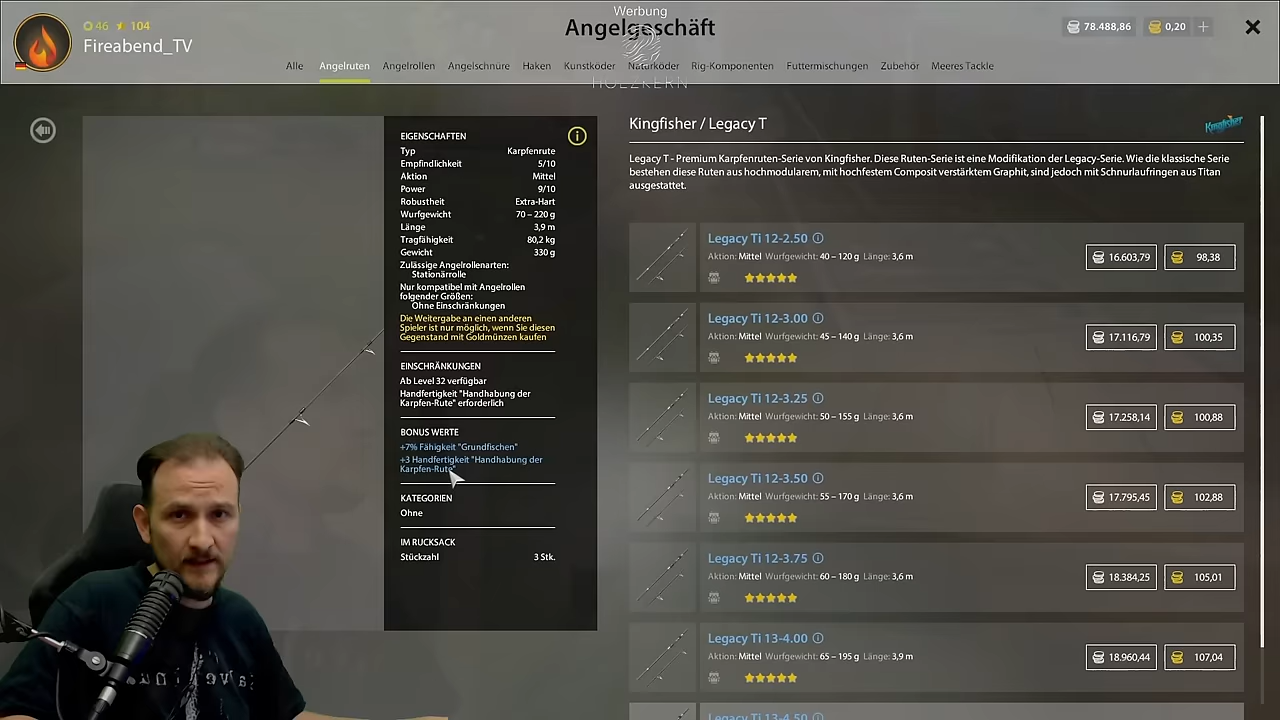 46 104
Fireabend_TV
Werbung
Angelgeschäft
HOLZKERN
78.488,86 0,20
Alle Angelruten Angelrollen Angelschnüre Haken Kunstköder Naturköder Rig-Komponenten Futtermischungen Zubehör Meeres Tackle
EIGENSCHAFTEN
Typ Karpfenrute
Empfindlichkeit 5/10
Aktion Mittel
Power 9/10
Robustheit Extra-Hart
Wurfgewicht 70 – 220 g
Länge 3,9 m
Tragfähigkeit 80,2 kg
Gewicht 330 g
Zulässige Angelrollenarten:
Stationärrolle
Nur kompatibel mit Angelrollen
folgender Größen:
Ohne Einschränkungen
Die Weitergabe an einen anderen
Spieler ist nur möglich, wenn Sie diesen
Gegenstand mit Goldmünzen kaufen
EINSCHRÄNKUNGEN
Ab Level 32 verfügbar
Handfertigkeit "Handhabung der
Karpfen-Rute" erforderlich
BONUS WERTE
+7% Fähigkeit "Grundfischen"
+3 Handfertigkeit "Handhabung der
Karpfen-Rute"
KATEGORIEN
Ohne
IM RUCKSACK
Stückzahl 3 Stk.
Kingfisher / Legacy T
Kingfisher
Legacy T - Premium Karpfenruten-Serie von Kingfisher. Diese Ruten-Serie ist eine Modifikation der Legacy-Serie. Wie die klassische Serie
bestehen diese Ruten aus hochmodularem, mit hochfestem Composit verstärktem Graphit, sind jedoch mit Schnurlaufringen aus Titan
ausgestattet.
Legacy Ti 12-2.50
Aktion: Mittel Wurfgewicht: 40 – 120 g Länge: 3,6 m
16.603,79 98,38
Legacy Ti 12-3.00
Aktion: Mittel Wurfgewicht: 45 – 140 g Länge: 3,6 m
17.116,79 100,35
Legacy Ti 12-3.25
Aktion: Mittel Wurfgewicht: 50 – 155 g Länge: 3,6 m
17.258,14 100,88
Legacy Ti 12-3.50
Aktion: Mittel Wurfgewicht: 55 – 170 g Länge: 3,6 m
17.795,45 102,88
Legacy Ti 12-3.75
Aktion: Mittel Wurfgewicht: 60 – 180 g Länge: 3,6 m
18.384,25 105,01
Legacy Ti 13-4.00
Aktion: Mittel Wurfgewicht: 65 – 195 g Länge: 3,9 m
18.960,44 107,04
Legacy Ti 13-4.50